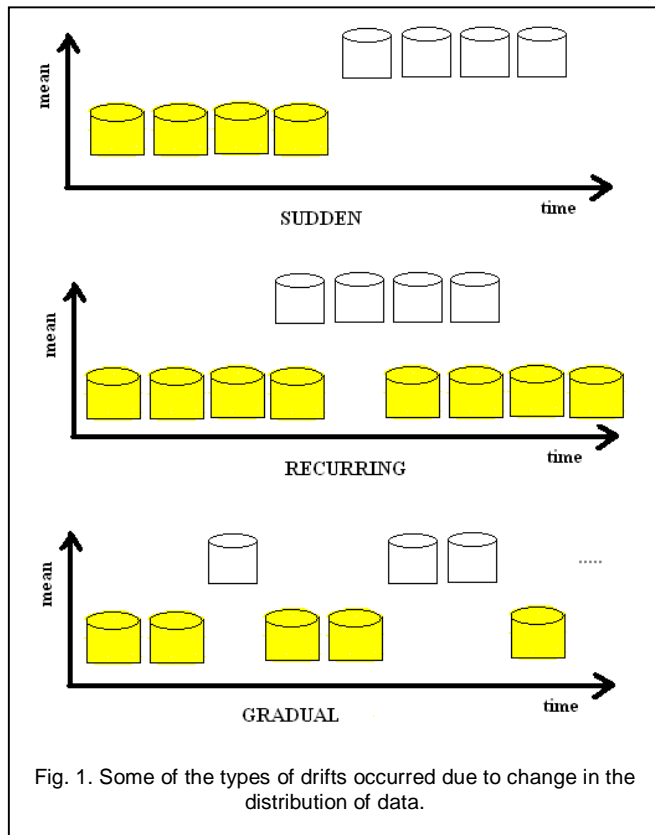 mean
time
SUDDEN
mean
time
RECURRING
mean
.....
time
GRADUAL
Fig. 1. Some of the types of drifts occurred due to change in the
distribution of data.